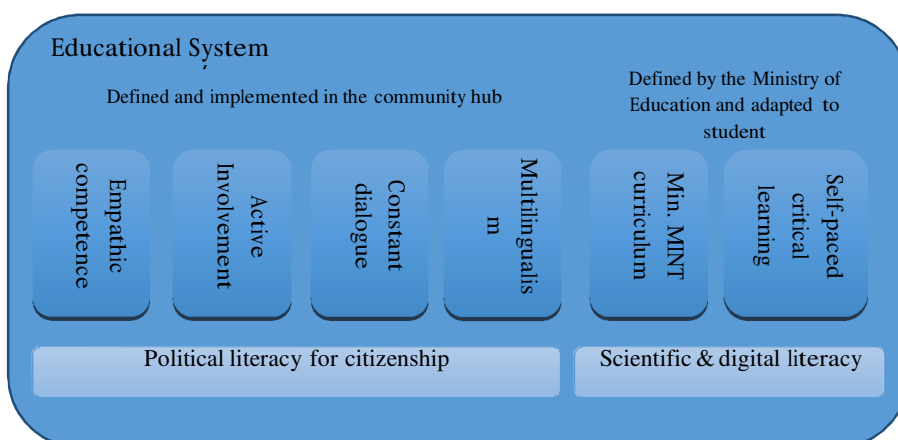 Educational System
Defined and implemented in the community hub
Defined by the Ministry of
Education and adapted to
student
Empathic
competence
Active
Involvement
Constant
dialogue
Multilingualis
m
Min. MINT
curriculum
Self-paced
critical
learning
Political literacy for citizenship
Scientific & digital literacy